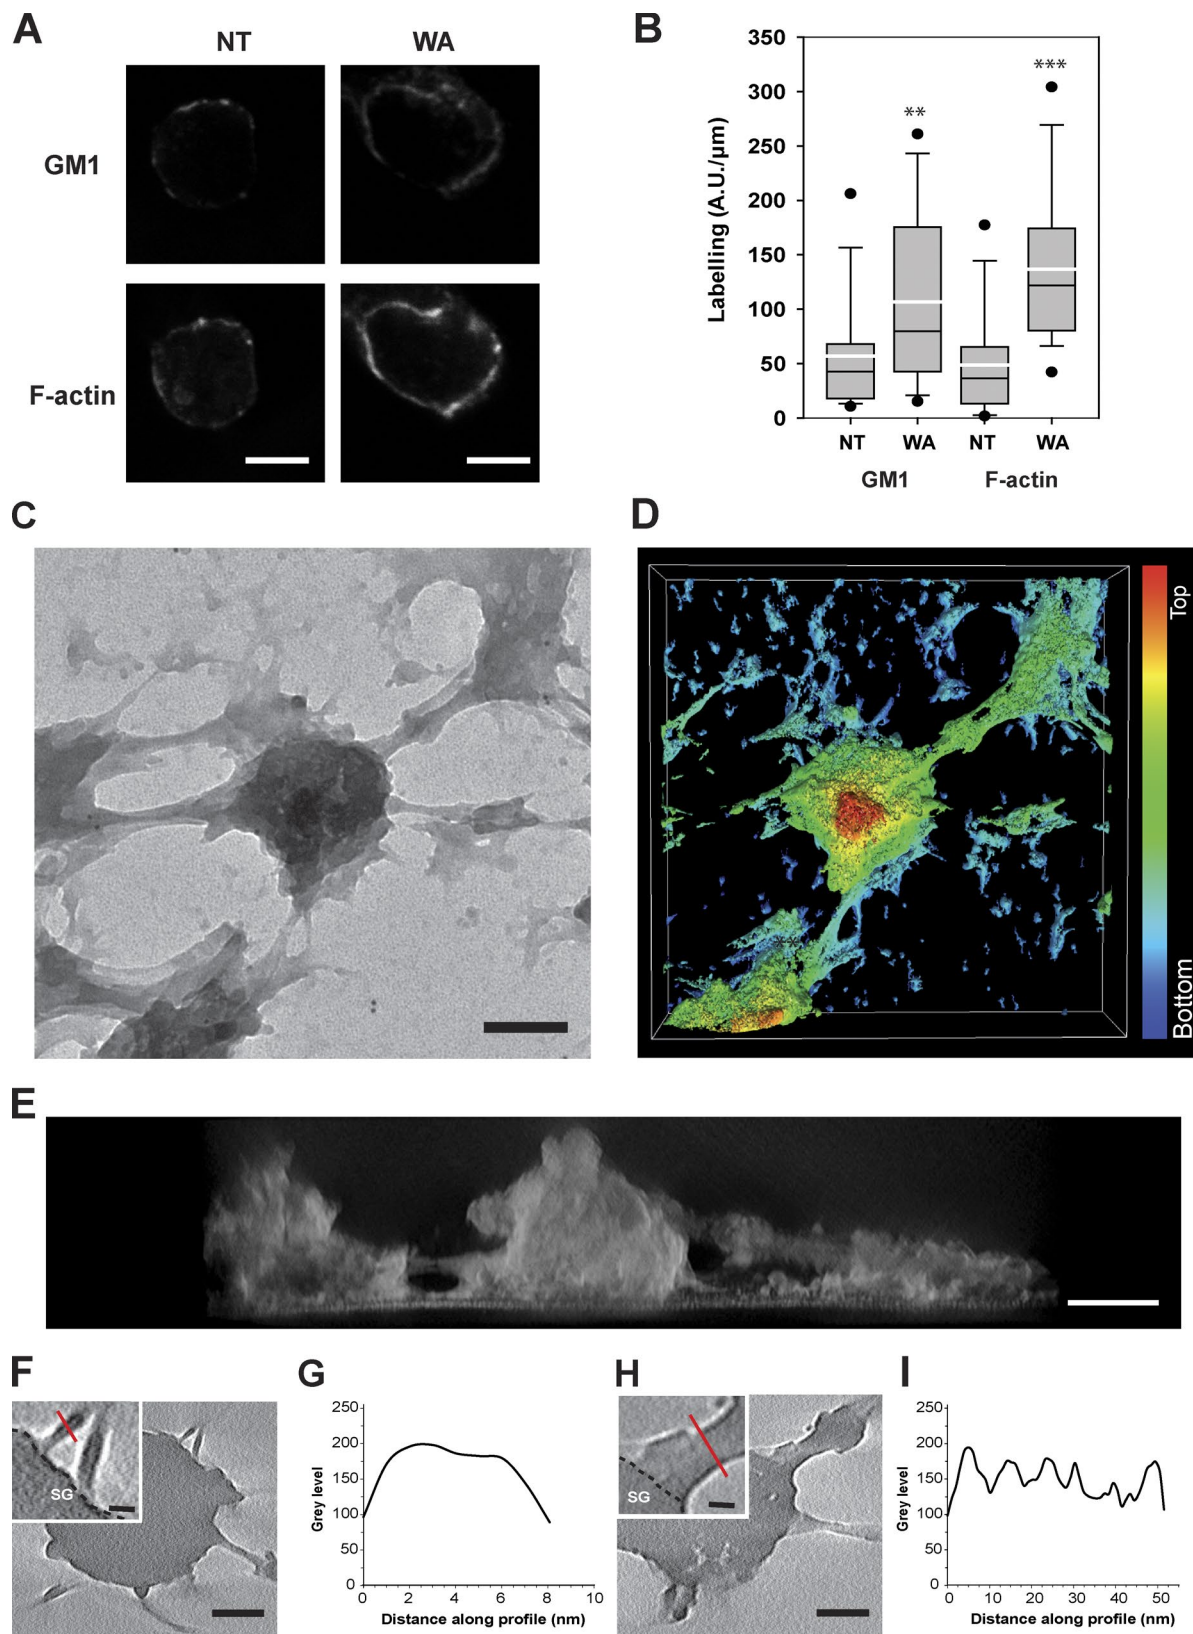 A
NT
WA
GM1
F-actin
B
Labelling (A.U./µm)
350
300
250
200
150
100
50
0
**
***
NT
WA
NT
WA
GM1
F-actin
C
D
**
Top
Bottom
E
F
SG
G
Grey level
250
200
150
100
50
0
0 2 4 6 8 10
Distance along profile (nm)
H
SG
I
Grey level
250
200
150
100
50
0
0 10 20 30 40 50
Distance along profile (nm)